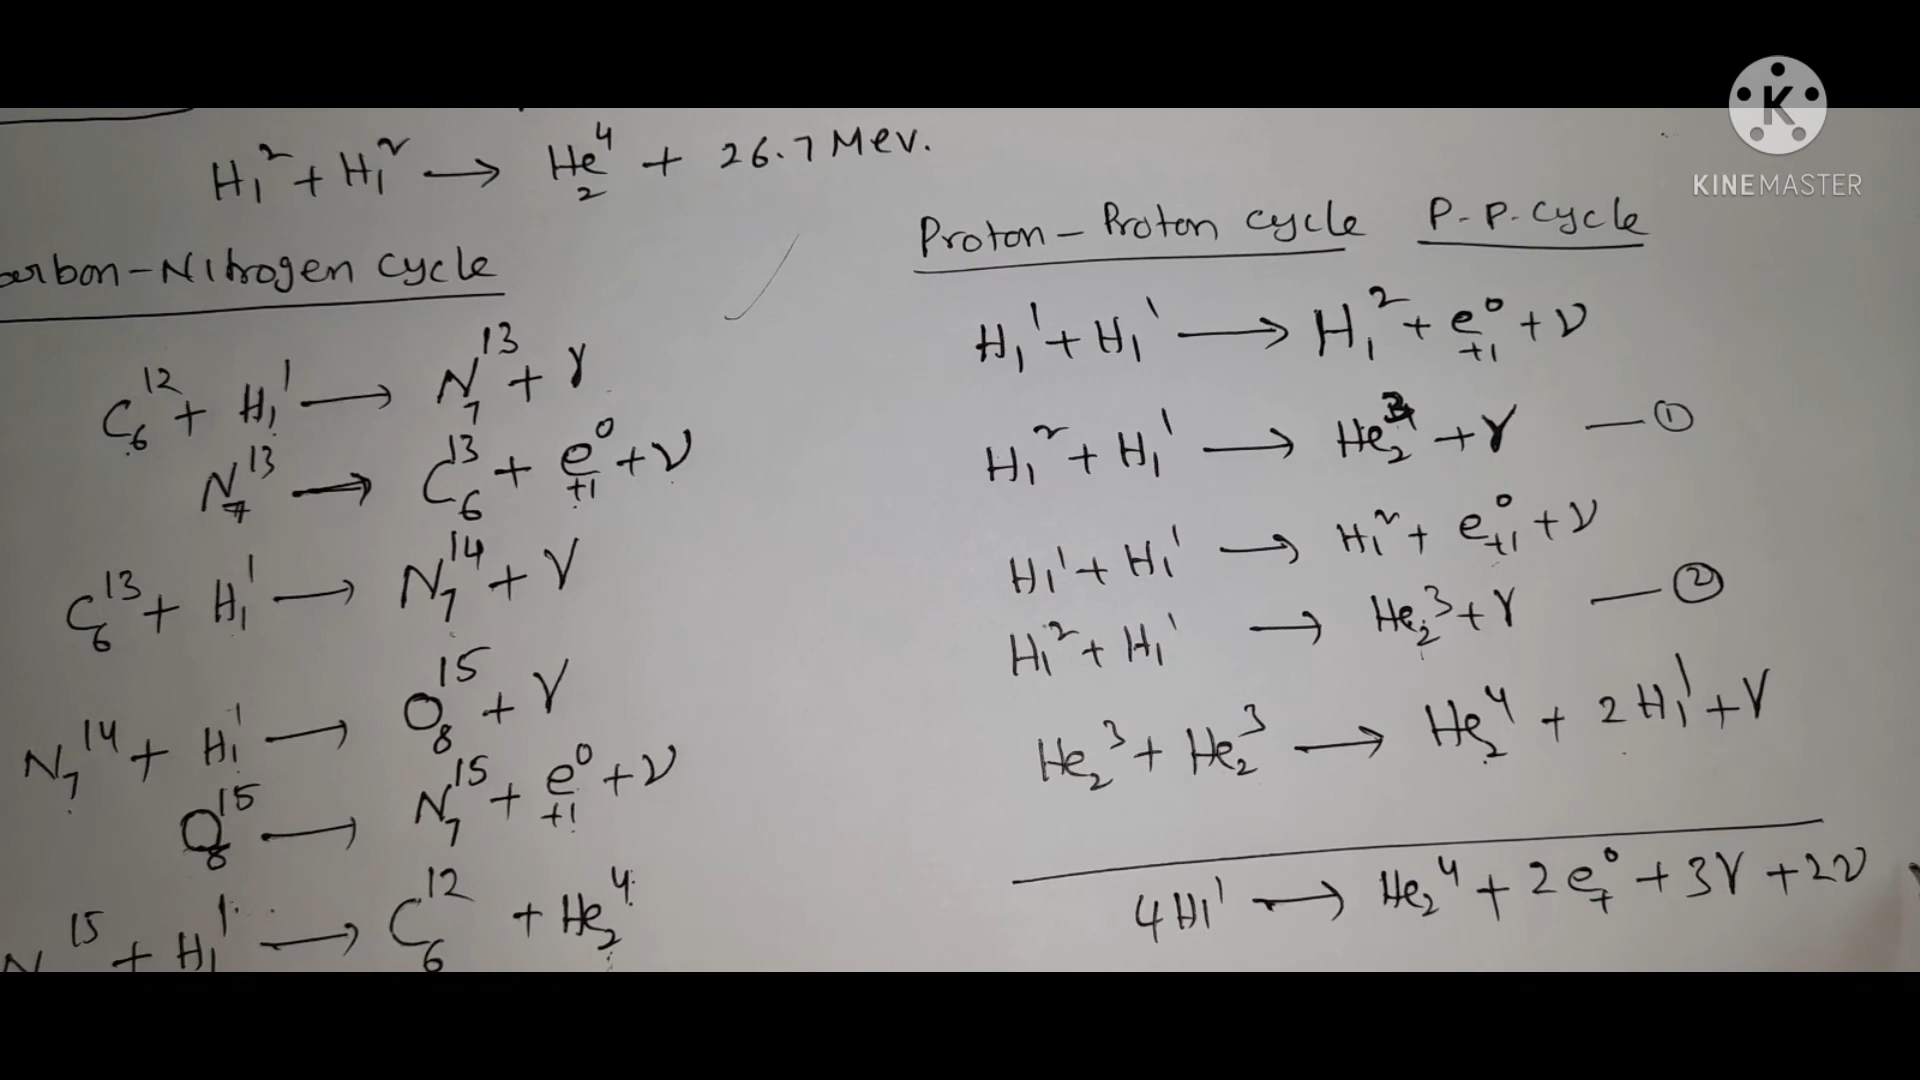 KINEMASTER
H₁² + H₁² → He₂⁴ + 26.7 Mev.
arbon-Nitrogen cycle
C₆¹² + H₁¹ → N₇¹³ + γ
N₇¹³ → C₆¹³ + e₊₁⁰ + ν
C₆¹³ + H₁¹ → N₇¹⁴ + γ
N₇¹⁴ + H₁¹ → O₈¹⁵ + γ
O₈¹⁵ → N₇¹⁵ + e₊₁⁰ + ν
N ¹⁵ + H₁¹ → C₆¹² + He₂⁴
Proton-Proton cycle P-P-cycle
H₁¹ + H₁¹ → H₁² + e₊₁⁰ + ν
H₁² + H₁¹ → He₂³ + γ — ①
H₁¹ + H₁¹ → H₁² + e₊₁⁰ + ν
H₁² + H₁¹ → He₂³ + γ — ②
He₂³ + He₂³ → He₂⁴ + 2H₁¹ + γ
4H₁¹ → He₂⁴ + 2e₊⁰ + 3γ + 2ν